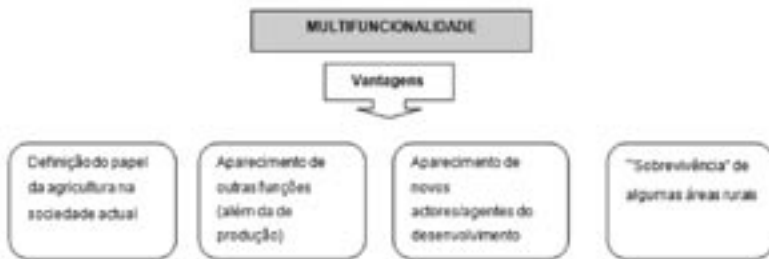 MULTIFUNCIONALIDADE
Vantagens
Definição do papel
da agricultura na
sociedade actual
Aparecimento de
outras funções
(além da de
produção)
Aparecimento de
novos
actores/agentes do
desenvolvimento
"Sobrevivência" de
algumas áreas rurais